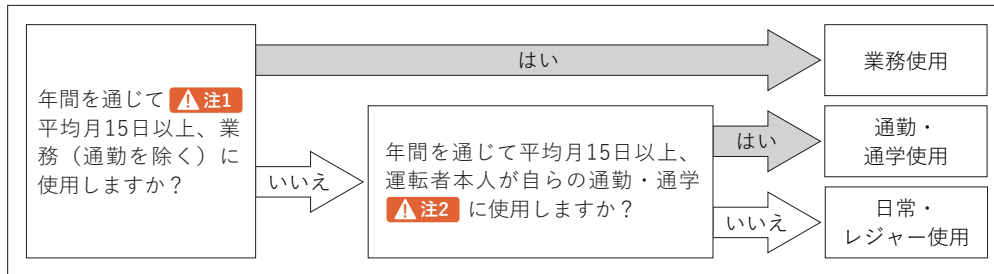 年間を通じて 注1
平均月15日以上、業
務（通勤を除く）に
使用しますか？
はい
業務使用
いいえ
年間を通じて平均月15日以上、
運転者本人が自らの通勤・通学
注2 に使用しますか？
はい
通勤・
通学使用
いいえ
日常・
レジャー使用